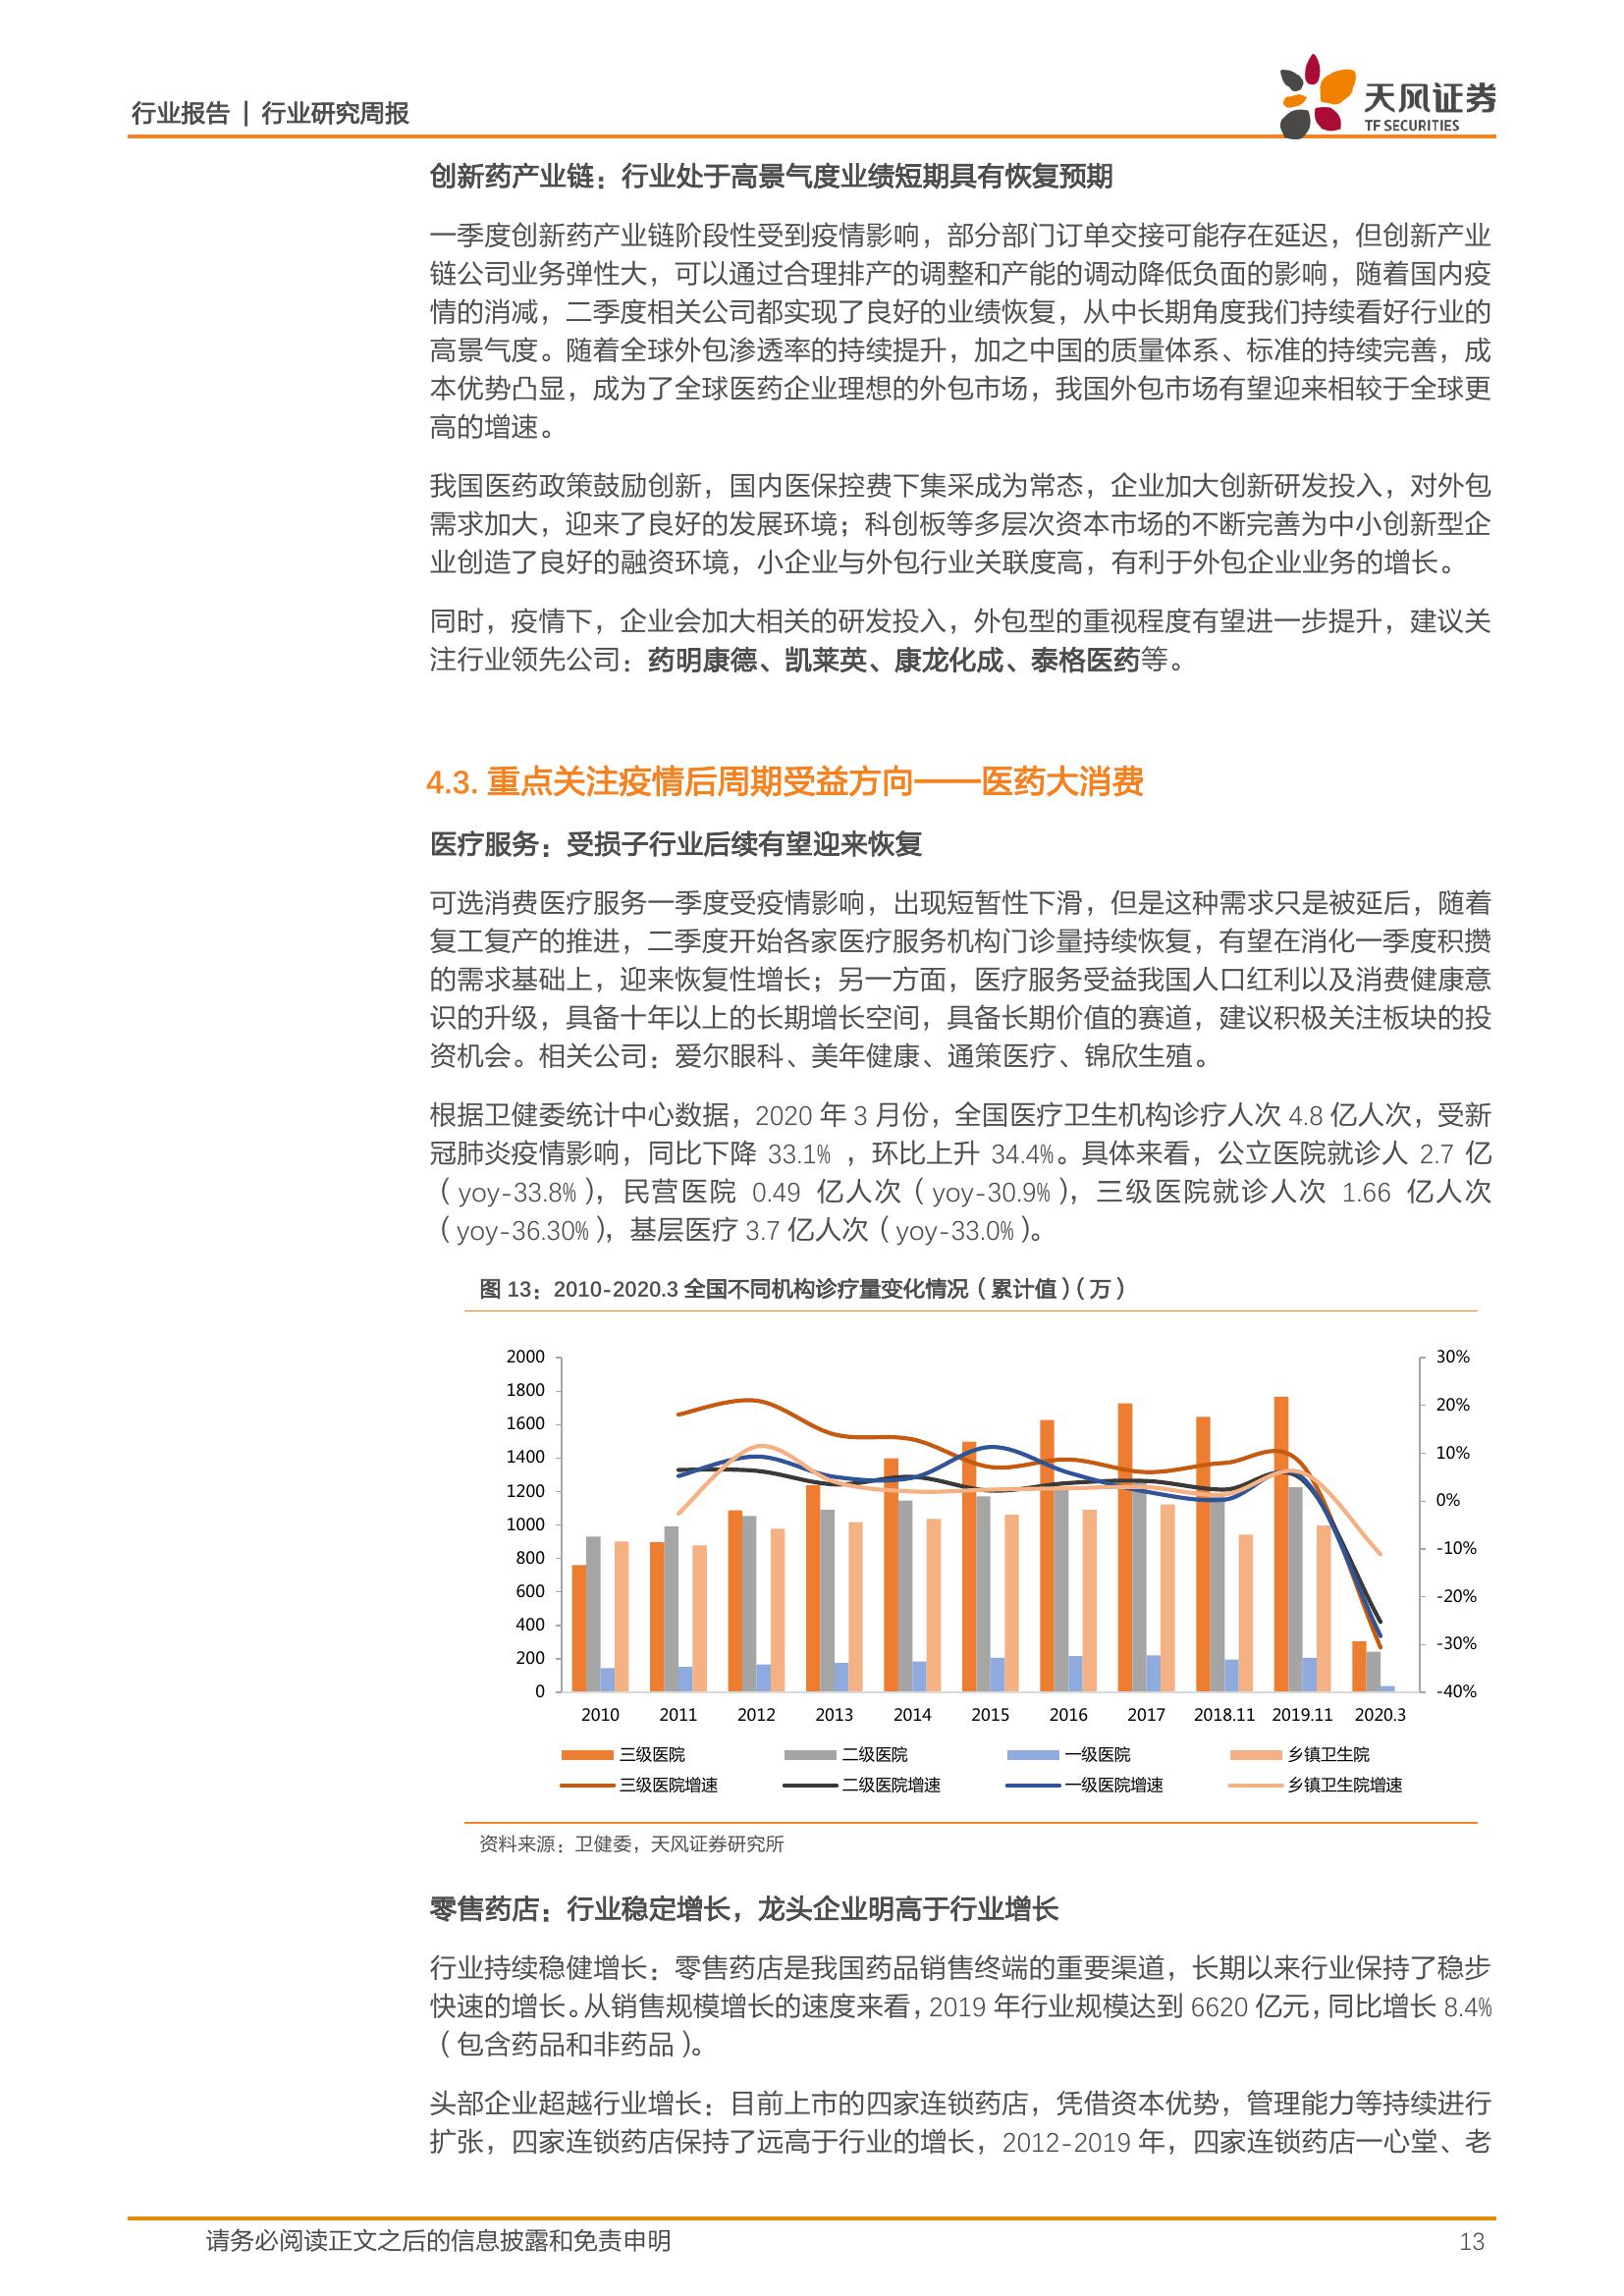 行业报告 | 行业研究周报
天风证券
TF SECURITIES
创新药产业链：行业处于高景气度业绩短期具有恢复预期
一季度创新药产业链阶段性受到疫情影响，部分部门订单交接可能存在延迟，但创新产业
链公司业务弹性大，可以通过合理排产的调整和产能的调动降低负面的影响，随着国内疫
情的消减，二季度相关公司都实现了良好的业绩恢复，从中长期角度我们持续看好行业的
高景气度。随着全球外包渗透率的持续提升，加之中国的质量体系、标准的持续完善，成
本优势凸显，成为了全球医药企业理想的外包市场，我国外包市场有望迎来相较于全球更
高的增速。
我国医药政策鼓励创新，国内医保控费下集采成为常态，企业加大创新研发投入，对外包
需求加大，迎来了良好的发展环境；科创板等多层次资本市场的不断完善为中小创新型企
业创造了良好的融资环境，小企业与外包行业关联度高，有利于外包企业业务的增长。
同时，疫情下，企业会加大相关的研发投入，外包型的重视程度有望进一步提升，建议关
注行业领先公司：药明康德、凯莱英、康龙化成、泰格医药等。
4.3. 重点关注疫情后周期受益方向——医药大消费
医疗服务：受损子行业后续有望迎来恢复
可选消费医疗服务一季度受疫情影响，出现短暂性下滑，但是这种需求只是被延后，随着
复工复产的推进，二季度开始各家医疗服务机构门诊量持续恢复，有望在消化一季度积攒
的需求基础上，迎来恢复性增长；另一方面，医疗服务受益我国人口红利以及消费健康意
识的升级，具备十年以上的长期增长空间，具备长期价值的赛道，建议积极关注板块的投
资机会。相关公司：爱尔眼科、美年健康、通策医疗、锦欣生殖。
根据卫健委统计中心数据，2020 年 3 月份，全国医疗卫生机构诊疗人次 4.8 亿人次，受新
冠肺炎疫情影响，同比下降 33.1% ，环比上升 34.4%。具体来看，公立医院就诊人 2.7 亿
（yoy-33.8%），民营医院 0.49 亿人次（yoy-30.9%），三级医院就诊人次 1.66 亿人次
（yoy-36.30%），基层医疗 3.7 亿人次（yoy-33.0%）。
图 13：2010-2020.3 全国不同机构诊疗量变化情况（累计值）（万）
2000 30%
1800 20%
1600
1400 10%
1200 0%
1000
800 -10%
600 -20%
400 -30%
200
0 -40%
2010 2011 2012 2013 2014 2015 2016 2017 2018.11 2019.11 2020.3
三级医院 二级医院 一级医院 乡镇卫生院
三级医院增速 二级医院增速 一级医院增速 乡镇卫生院增速
资料来源：卫健委，天风证券研究所
零售药店：行业稳定增长，龙头企业明高于行业增长
行业持续稳健增长：零售药店是我国药品销售终端的重要渠道，长期以来行业保持了稳步
快速的增长。从销售规模增长的速度来看，2019 年行业规模达到 6620 亿元，同比增长 8.4%
（包含药品和非药品）。
头部企业超越行业增长：目前上市的四家连锁药店，凭借资本优势，管理能力等持续进行
扩张，四家连锁药店保持了远高于行业的增长，2012-2019 年，四家连锁药店一心堂、老
请务必阅读正文之后的信息披露和免责申明 13